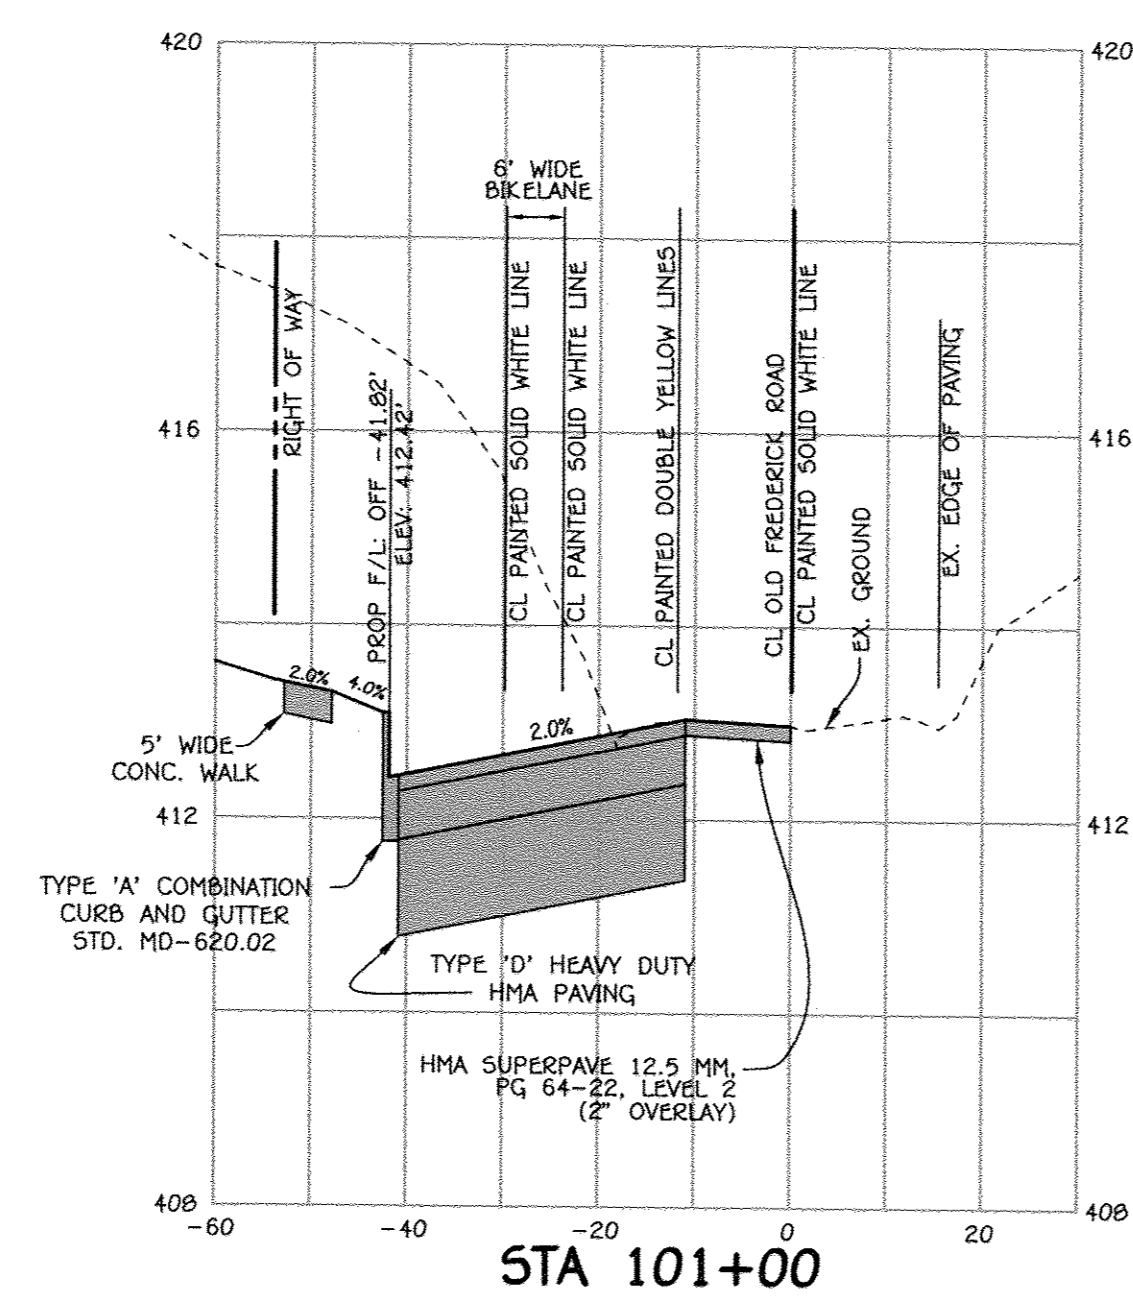 420
420
6' WIDE
BIKELANE
RIGHT OF WAY
PROP F/L: OFF -41.82'
ELEV: 412.42'
CL PAINTED SOLID WHITE LINE
CL PAINTED SOLID WHITE LINE
CL PAINTED DOUBLE YELLOW LINES
CL OLD FREDERICK ROAD
CL PAINTED SOLID WHITE LINE
EX. GROUND
EX. EDGE OF PAVING
416
416
2.0%
4.0%
2.0%
5' WIDE
CONC. WALK
412
412
TYPE 'A' COMBINATION
CURB AND GUTTER
STD. MD-620.02
TYPE 'D' HEAVY DUTY
HMA PAVING
HMA SUPERPAVE 12.5 MM,
PG 64-22, LEVEL 2
(2" OVERLAY)
408
408
-60
-40
-20
0
20
STA 101+00